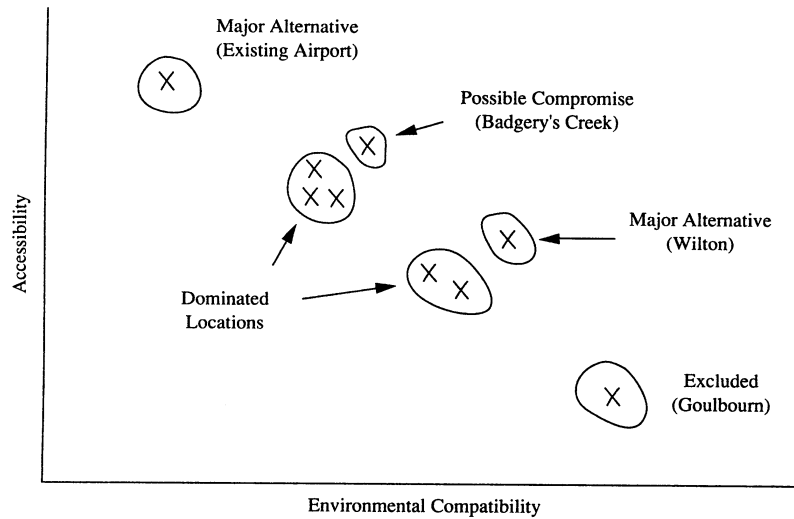 Major Alternative
(Existing Airport)
Possible Compromise
(Badgery's Creek)
Accessibility
Major Alternative
(Wilton)
Dominated
Locations
Excluded
(Goulbourn)
Environmental Compatibility